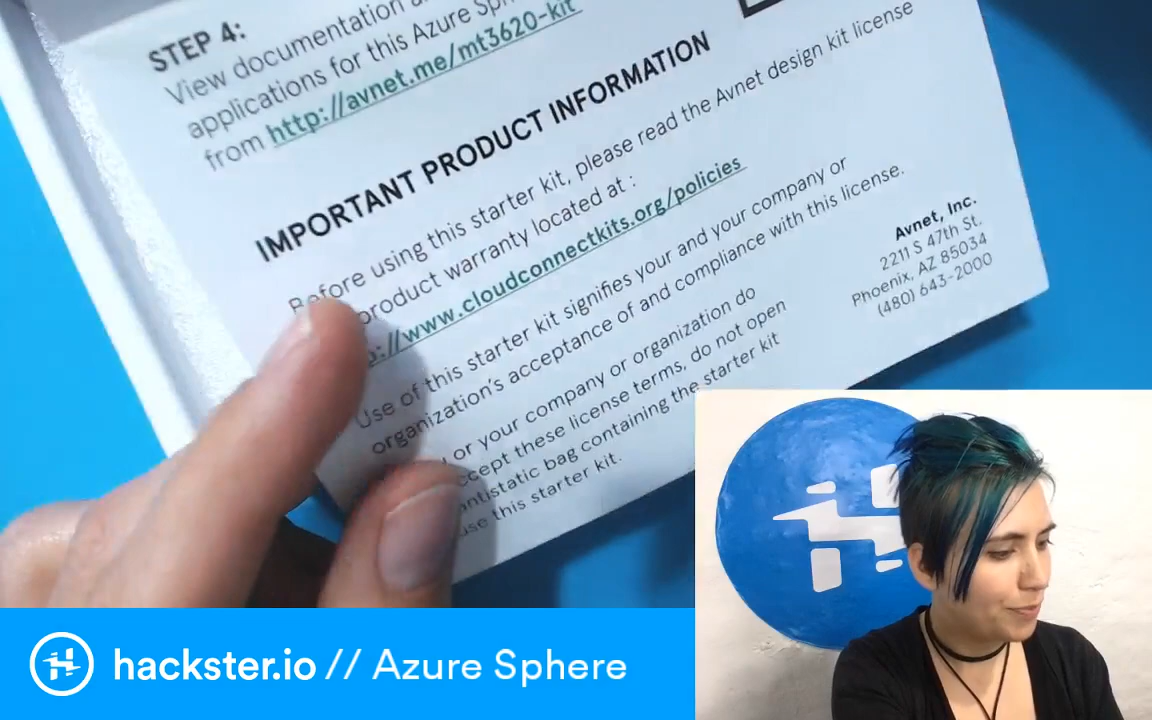 STEP 4:
View documentation
applications for this Azure
from http://avnet.me/mt3620-kit
IMPORTANT PRODUCT INFORMATION
Before using this starter kit, please read the Avnet design kit license
product warranty located at :
://www.cloudconnectkits.org/policies
Use of this starter kit signifies your and your company or
organization's acceptance of and compliance with this license.
or your company or organization do
accept these license terms, do not open
antistatic bag containing the starter kit
use this starter kit.
Avnet, Inc.
2211 S 47th St.
Phoenix, AZ 85034
(480) 643-2000
hackster.io // Azure Sphere